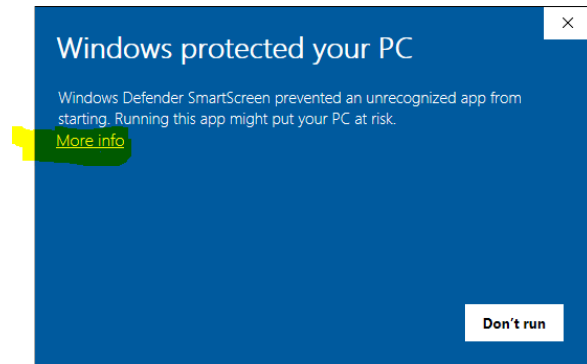 Windows protected your PC
Windows Defender SmartScreen prevented an unrecognized app from
starting. Running this app might put your PC at risk.
More info
Don't run